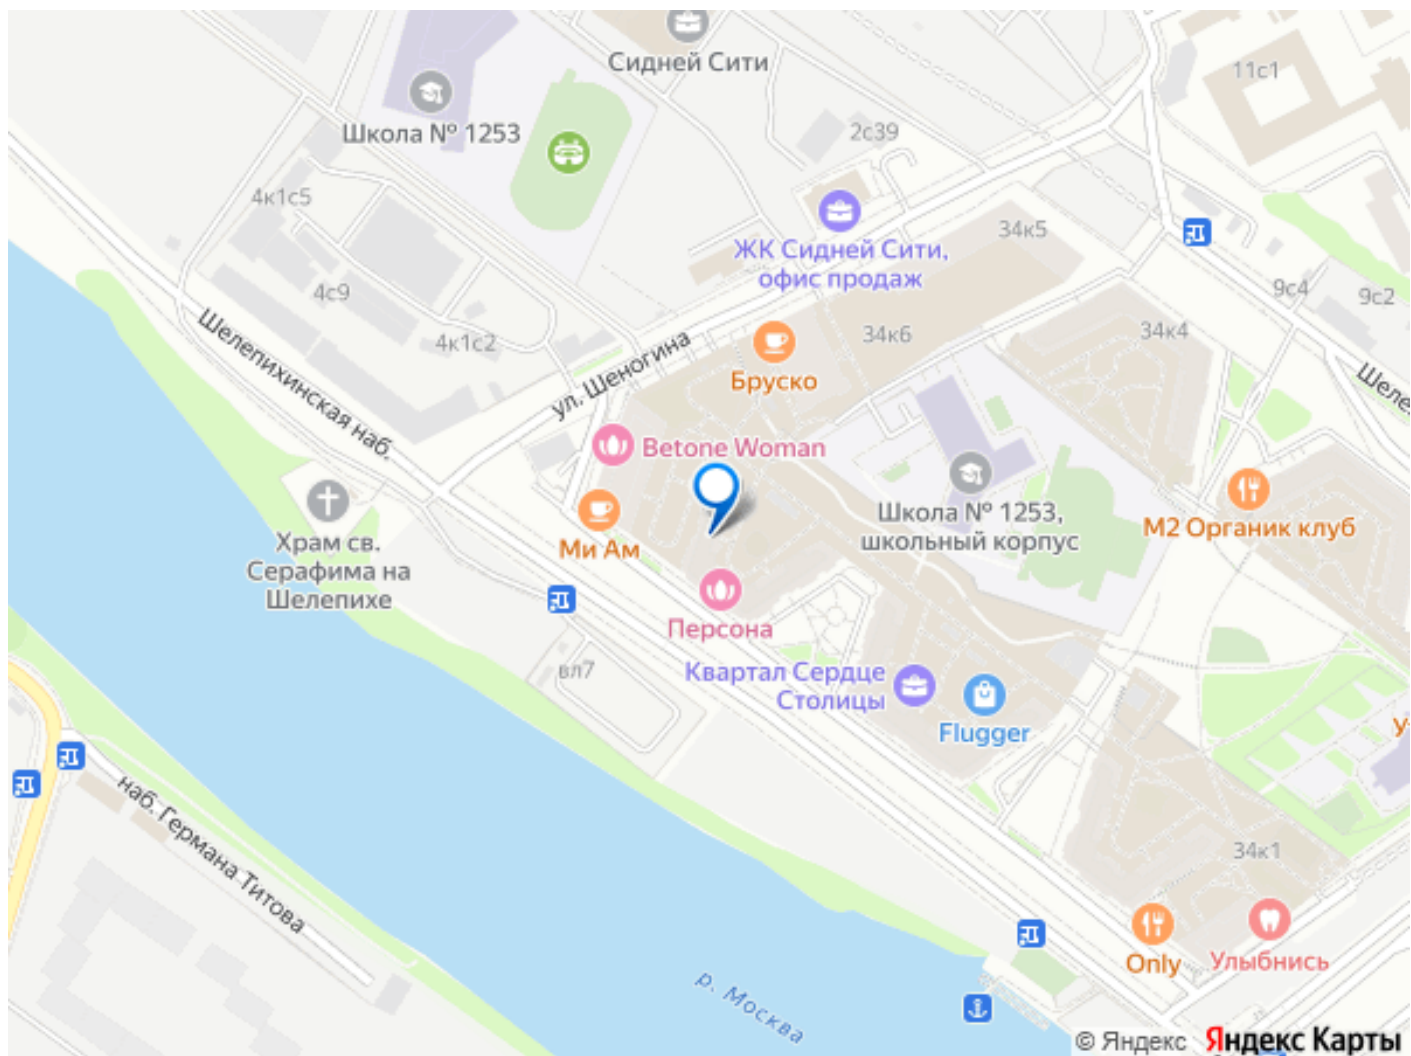 Сидней Сити
11с1
Школа № 1253
2с39
4к1с5
34к5
ЖК Сидней Сити,
офис продаж
4с9
9с4
9с2
Шелепихинская наб.
4к1с2
34к6
34к4
ул. Шеногина
Бруско
Шеле
Betone Woman
Школа № 1253,
школьный корпус
М2 Органик клуб
Ми Ам
Храм св.
Серафима на
Шелепихе
Персона
вл7
Квартал Сердце
Столицы
Flugger
У
наб. Германа Титова
34к1
Only
Улыбнись
р. Москва
© Яндекс Яндекс Карты